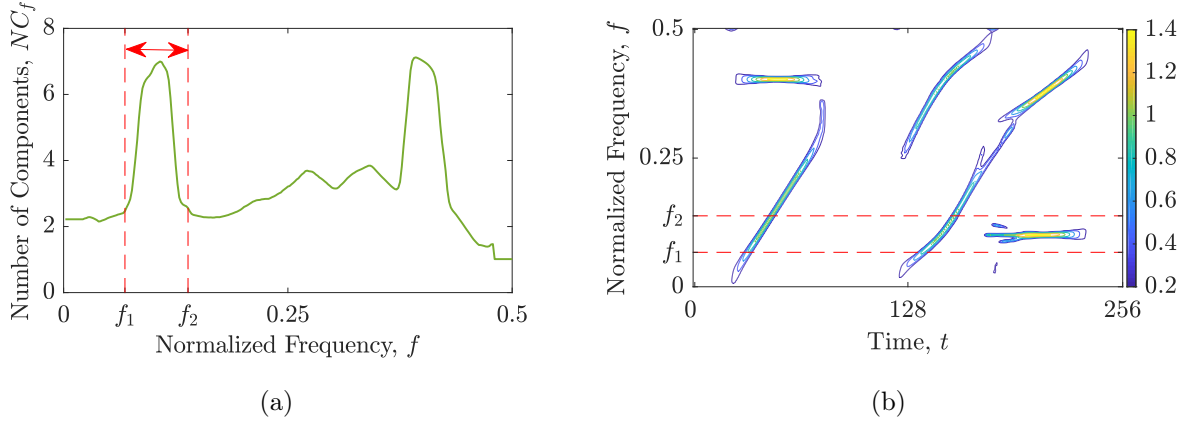 8
6
4
2
0
Number of Components, NC_f
0
f_1
f_2
0.25
0.5
Normalized Frequency, f
(a)
0.5
0.25
f_2
f_1
0
Normalized Frequency, f
0
128
256
Time, t
1.4
1.2
1
0.8
0.6
0.4
0.2
(b)